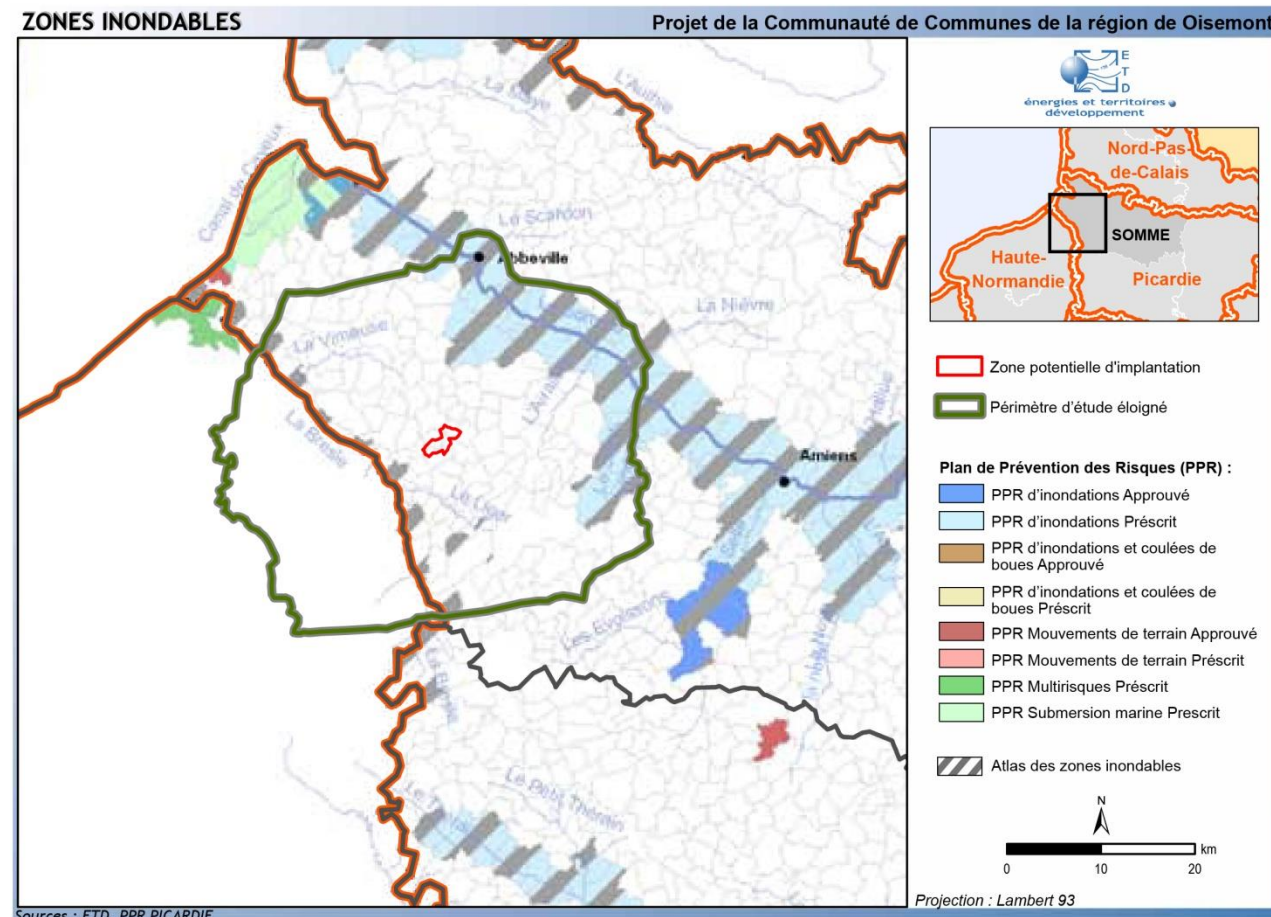 ZONES INONDABLES
Projet de la Communauté de Communes de la région de Oisemont
E
T
D
énergies et territoires
développement
Nord-Pas-
de-Calais
SOMME
Haute-
Normandie
Picardie
Zone potentielle d'implantation
Périmètre d'étude éloigné
Plan de Prévention des Risques (PPR) :
PPR d'inondations Approuvé
PPR d'inondations Préscrit
PPR d'inondations et coulées de
boues Approuvé
PPR d'inondations et coulées de
boues Préscrit
PPR Mouvements de terrain Approuvé
PPR Mouvements de terrain Préscrit
PPR Multirisques Préscrit
PPR Submersion marine Prescrit
Atlas des zones inondables
N
0 10 20 km
Projection : Lambert 93
L'Authie
Canal de Cayeux
Le Scardon
Abbeville
La Nièvre
La Vimeuse
La Bresle
Le Liger
Amiens
Les Evoissons
La Bresle
Le Petit Thérain
Sources : ETD, PPR PICARDIE